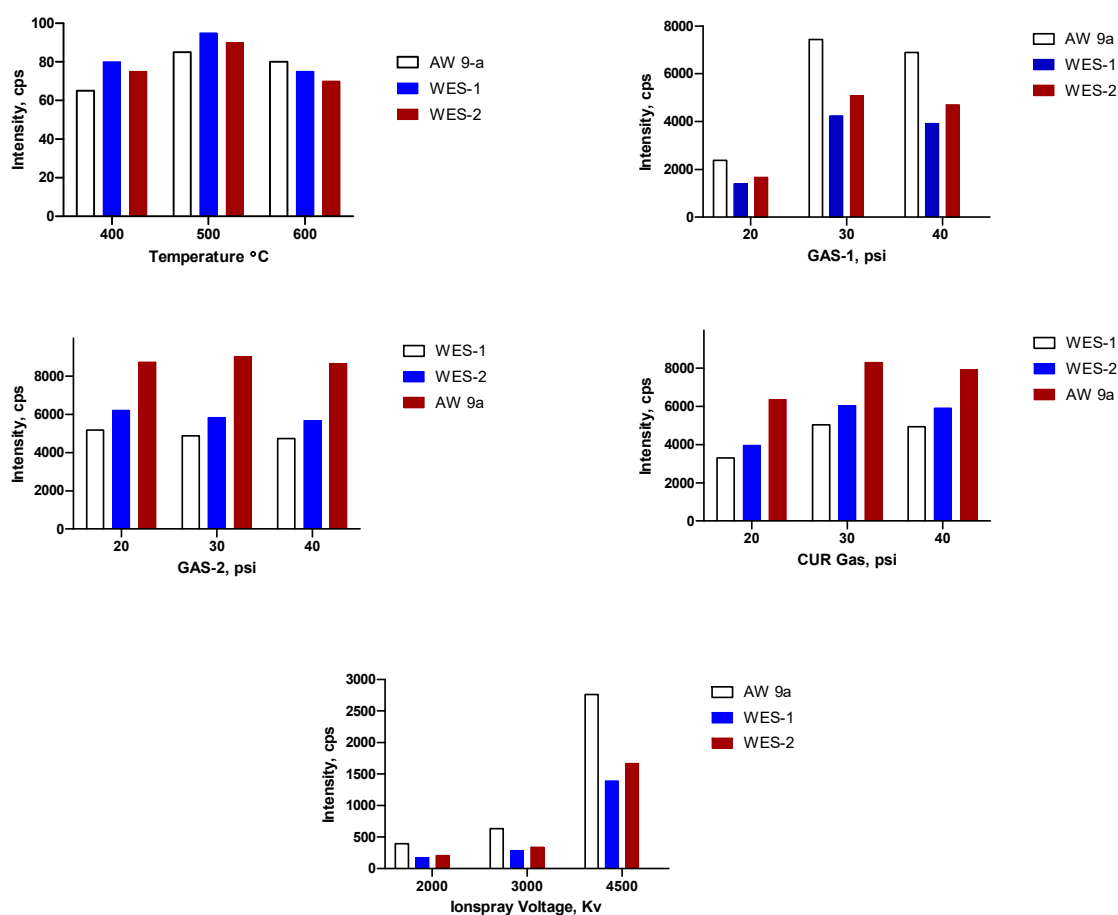 100
80
60
40
20
0
Intensity, cps
400 500 600
Temperature °C
AW 9-a
WES-1
WES-2
8000
6000
4000
2000
0
Intensity, cps
20 30 40
GAS-1, psi
AW 9a
WES-1
WES-2
8000
6000
4000
2000
0
Intensity, cps
20 30 40
GAS-2, psi
WES-1
WES-2
AW 9a
8000
6000
4000
2000
0
Intensity, cps
20 30 40
CUR Gas, psi
WES-1
WES-2
AW 9a
3000
2500
2000
1500
1000
500
0
Intensity, cps
2000 3000 4500
Ionspray Voltage, Kv
AW 9a
WES-1
WES-2